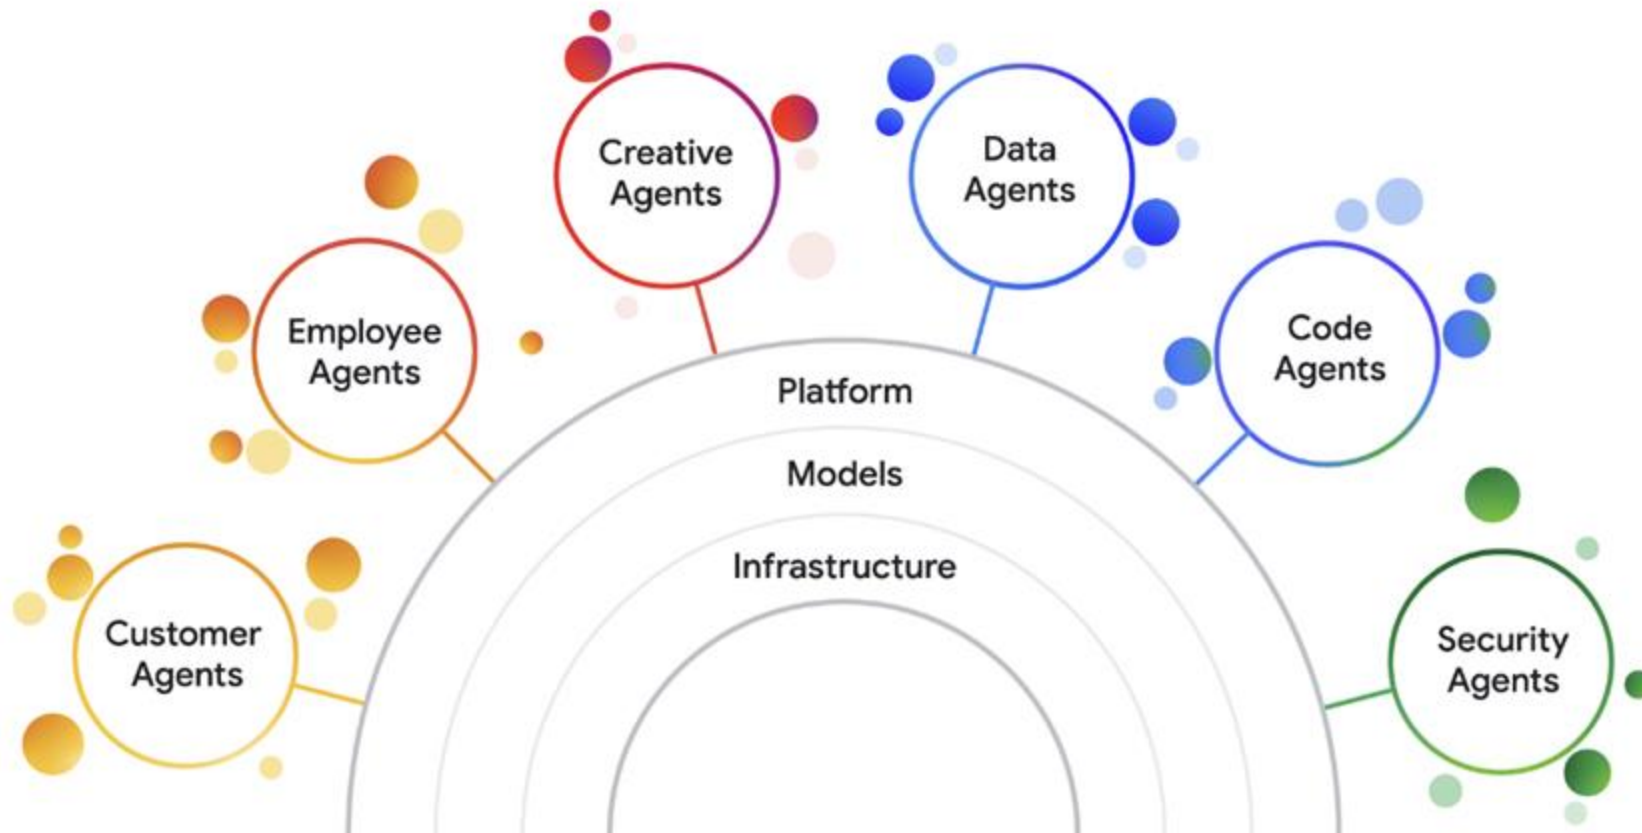 Creative
Agents
Data
Agents
Employee
Agents
Code
Agents
Platform
Models
Infrastructure
Customer
Agents
Security
Agents